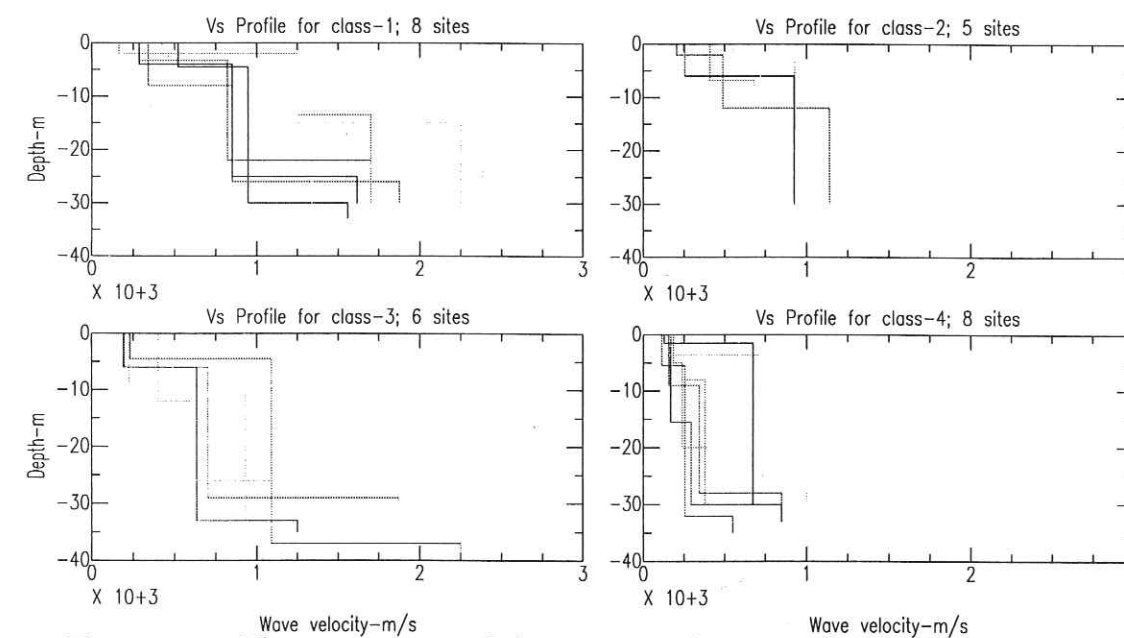 Vs Profile for class-1; 8 sites
Depth-m
0
-10
-20
-30
-40
0 1 2 3
X 10+3
Vs Profile for class-2; 5 sites
0
-10
-20
-30
-40
0 1 2
X 10+3
Vs Profile for class-3; 6 sites
Depth-m
0
-10
-20
-30
-40
0 1 2 3
X 10+3
Wave velocity-m/s
Vs Profile for class-4; 8 sites
0
-10
-20
-30
-40
0 1 2
X 10+3
Wave velocity-m/s